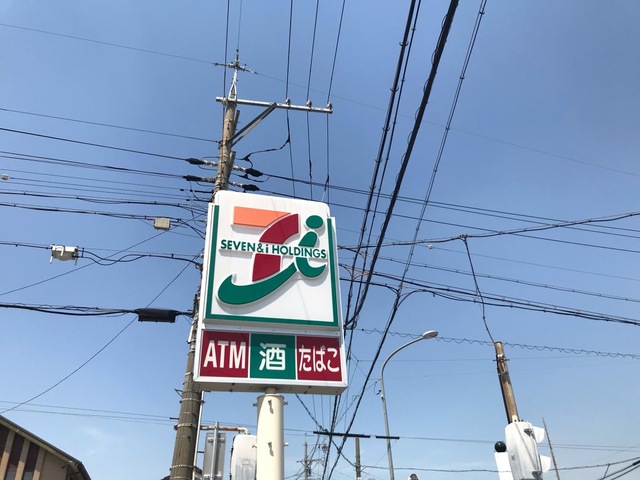 SEVEN & i HOLDINGS
ATM 酒 たばこ